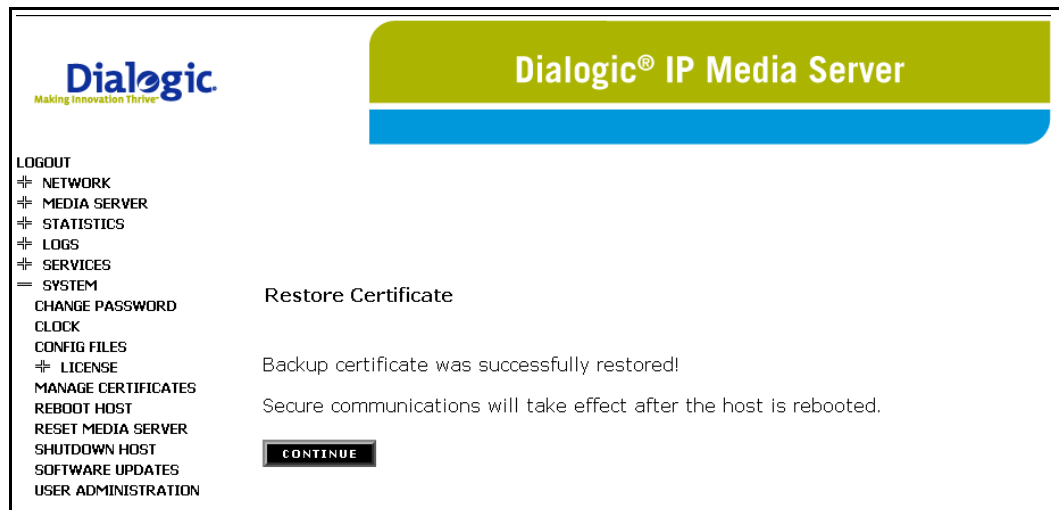 Dialogic.
Making Innovation Thrive™
Dialogic® IP Media Server
LOGOUT
NETWORK
MEDIA SERVER
STATISTICS
LOGS
SERVICES
SYSTEM
CHANGE PASSWORD
CLOCK
CONFIG FILES
LICENSE
MANAGE CERTIFICATES
REBOOT HOST
RESET MEDIA SERVER
SHUTDOWN HOST
SOFTWARE UPDATES
USER ADMINISTRATION
Restore Certificate
Backup certificate was successfully restored!
Secure communications will take effect after the host is rebooted.
CONTINUE